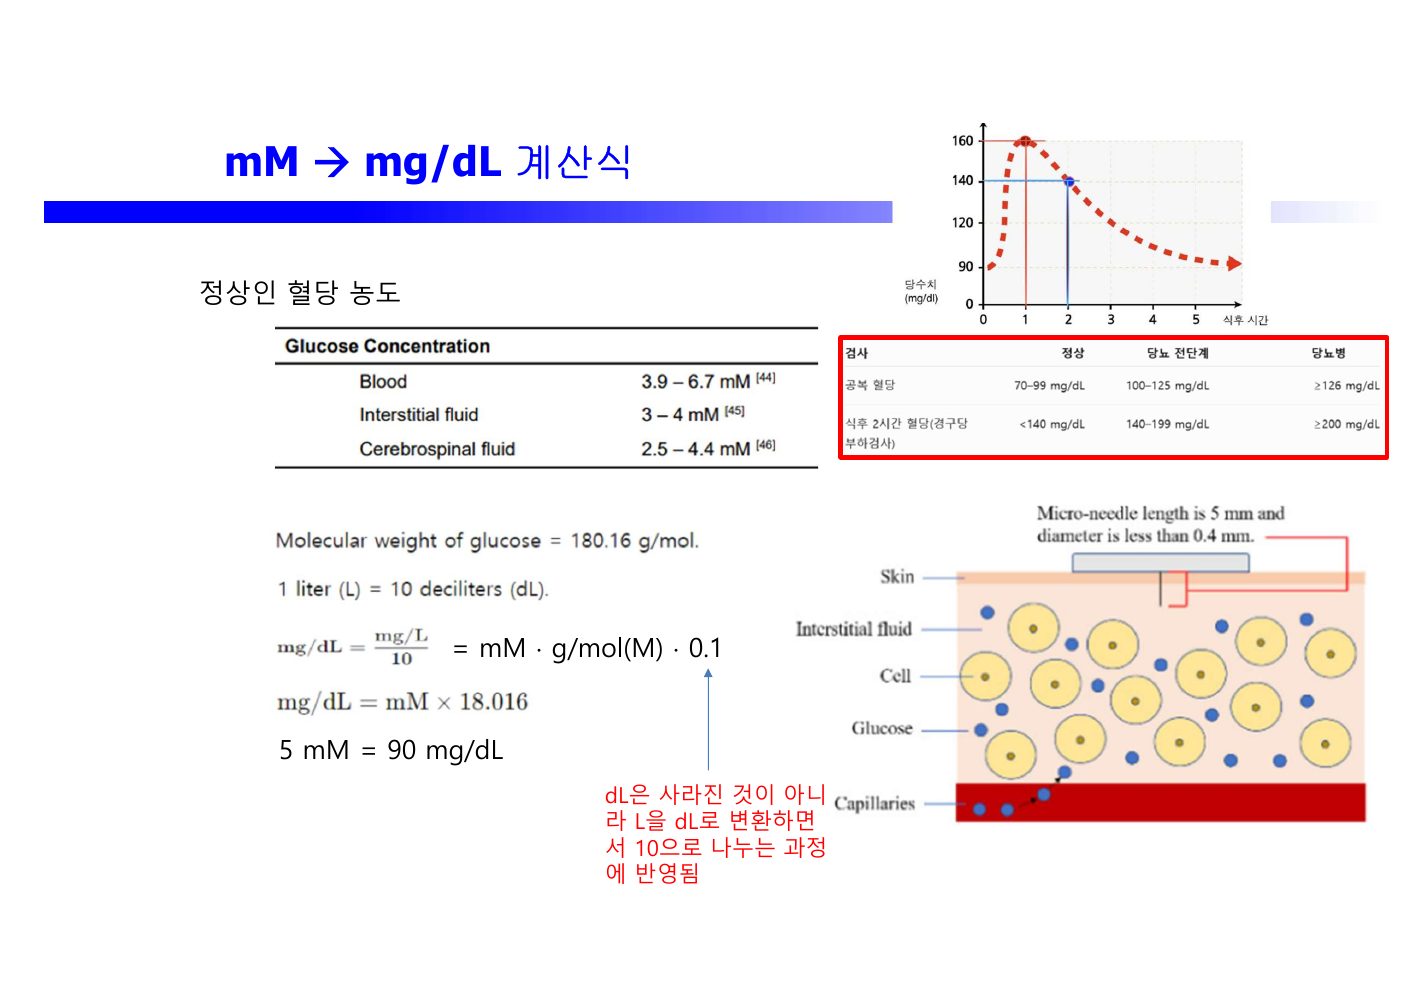 mM → mg/dL 계산식
정상인 혈당 농도
Glucose Concentration
Blood 3.9 – 6.7 mM [44]
Interstitial fluid 3 – 4 mM [45]
Cerebrospinal fluid 2.5 – 4.4 mM [46]
Molecular weight of glucose = 180.16 g/mol.
1 liter (L) = 10 deciliters (dL).
mg/dL = mg/L / 10 = mM · g/mol(M) · 0.1
mg/dL = mM × 18.016
5 mM = 90 mg/dL
dL은 사라진 것이 아니
라 L을 dL로 변환하면
서 10으로 나누는 과정
에 반영됨
160
140
120
90
0
당수치
(mg/dl)
0 1 2 3 4 5 식후 시간
검사 정상 당뇨 전단계 당뇨병
공복 혈당 70–99 mg/dL 100–125 mg/dL ≥126 mg/dL
식후 2시간 혈당(경구당 <140 mg/dL 140–199 mg/dL ≥200 mg/dL
부하검사)
Micro-needle length is 5 mm and
diameter is less than 0.4 mm.
Skin
Interstitial fluid
Cell
Glucose
Capillaries